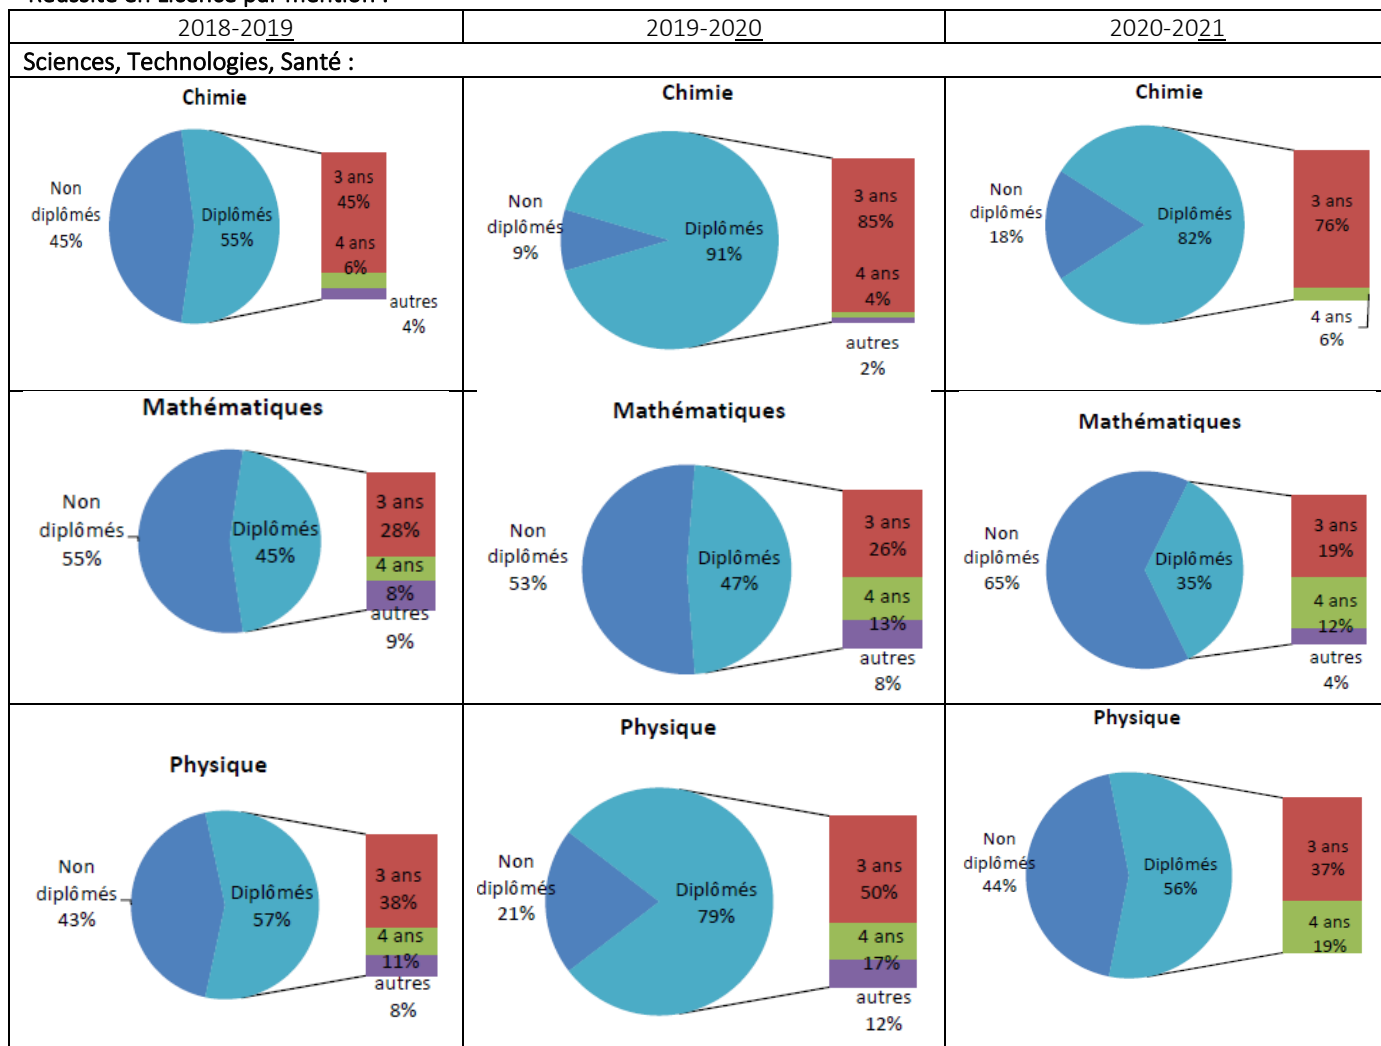 Réussite en Licence par mention :
2018-2019
2019-2020
2020-2021
Sciences, Technologies, Santé :
Chimie
Non
diplômés
45%
Diplômés
55%
3 ans
45%
4 ans
6%
autres
4%
Chimie
Non
diplômés
9%
Diplômés
91%
3 ans
85%
4 ans
4%
autres
2%
Chimie
Non
diplômés
18%
Diplômés
82%
3 ans
76%
4 ans
6%
Mathématiques
Non
diplômés
55%
Diplômés
45%
3 ans
28%
4 ans
8%
autres
9%
Mathématiques
Non
diplômés
53%
Diplômés
47%
3 ans
26%
4 ans
13%
autres
8%
Mathématiques
Non
diplômés
65%
Diplômés
35%
3 ans
19%
4 ans
12%
autres
4%
Physique
Non
diplômés
43%
Diplômés
57%
3 ans
38%
4 ans
11%
autres
8%
Physique
Non
diplômés
21%
Diplômés
79%
3 ans
50%
4 ans
17%
autres
12%
Physique
Non
diplômés
44%
Diplômés
56%
3 ans
37%
4 ans
19%